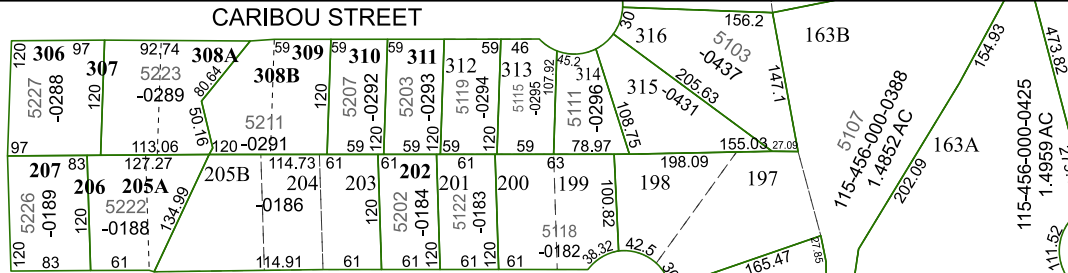 CARIBOU STREET
306 97 92.74 308A 59 309 59 310 59 311 59 46 30 316 156.2 163B
120 307 5223 -0289 80.64 308B 312 313 107.92 45.2 314 5103 -0437 154.93 473.82
5227 -0288 120 50.16 5211 -0291 120 5207 -0292 120 5203 -0293 120 5119 -0294 5115 -0295 5111 -0296 315 -0431 205.63 147.1
97 113.06 120 59 59 59 59 59 78.97 108.75 155.03 27.09
5107 115-456-000-0388 1.4852 AC
163A
115-456-000-0425 1.4959 AC
207 83 127.27 205B 114.73 61 61 202 61 63 198.09
206 205A 204 203 201 200 199 198 197
5226 -0189 120 5222 -0188 134.99 -0186 120 5202 -0184 120 5122 -0183 120 5118 -0182 100.82 202.09
120 83 61 114.91 61 61 61 61 38.32 42.5 165.47 27.85 111.52